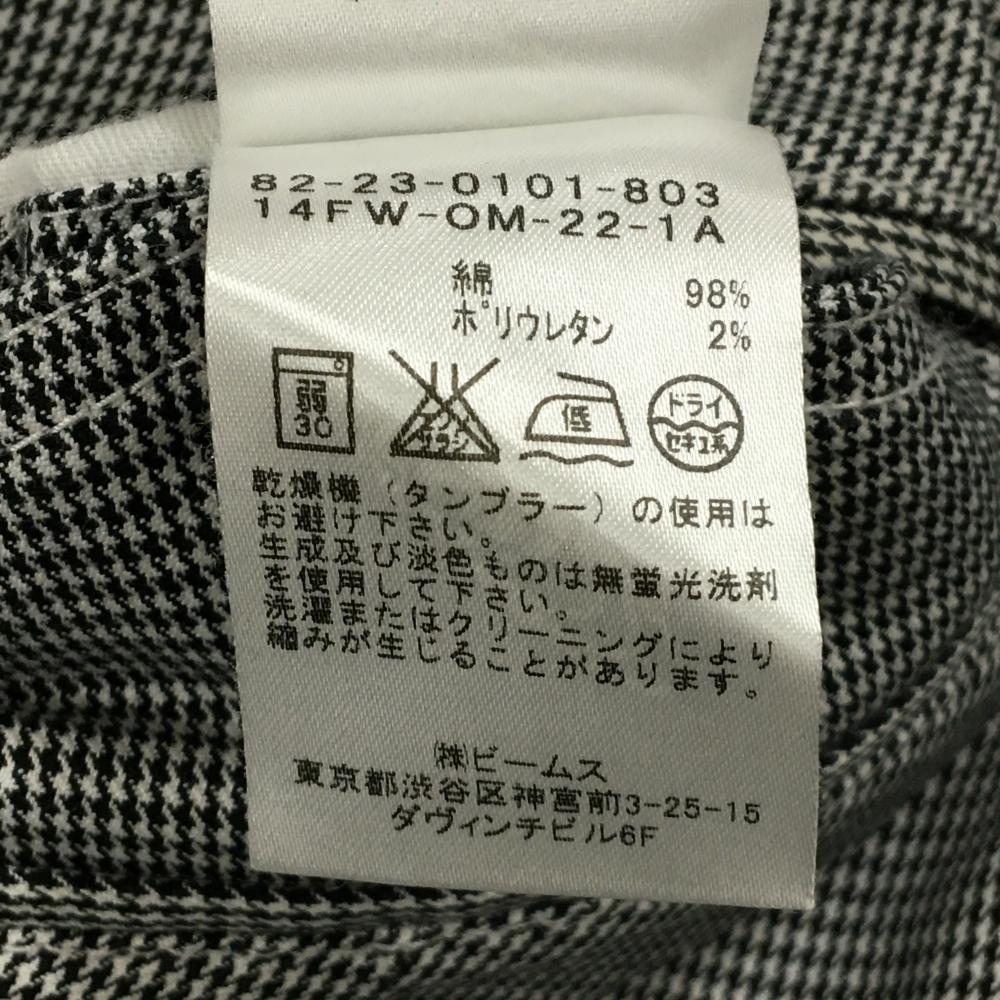 82-23-0101-803
14FW-OM-22-1A
綿 98%
ポリウレタン 2%
弱 30
エンソ サラシ
低
ドライ
セキユ系
乾燥機（タンブラー）の使用は
お避け下さい。
生成及び淡色ものは無蛍光洗剤
を使用して下さい。
洗濯またはクリーニングにより
縮みが生じることがあります。
㈱ビームス
東京都渋谷区神宮前3-25-15
ダヴィンチビル6F